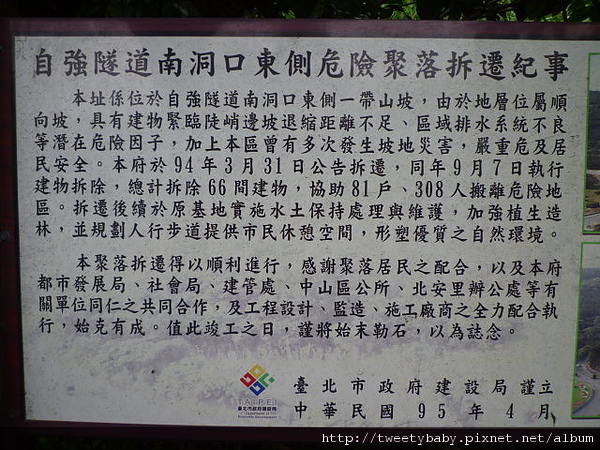 自強隧道南洞口東側危險聚落拆遷紀事
本址係位於自強隧道南洞口東側一帶山坡，由於地層位屬順
向坡，具有建物緊臨陡峭邊坡退縮距離不足、區域排水系統不良
等潛在危險因子，加上本區曾有多次發生坡地災害，嚴重危及居
民安全。本府於94年3月31日公告拆遷，同年9月7日執行
建物拆除，總計拆除66間建物，協助81戶、308人搬離危險地
區。拆遷後續於原基地實施水土保持處理與維護，加強植生造
林，並規劃人行步道提供市民休憩空間，形塑優質之自然環境。
本聚落拆遷得以順利進行，感謝聚落居民之配合，以及本府
都市發展局、社會局、建管處、中山區公所、北安里辦公處等有
關單位同仁之共同合作，及工程設計、監造、施工廠商之全力配合執
行，始克有成。值此竣工之日，謹將始末勒石，以為誌念。
TAIPEI
臺北市政府建設局
Department of
Economic Development
臺北市政府建設局謹立
中華民國95年4月
http://tweetybaby.pixnet.net/album